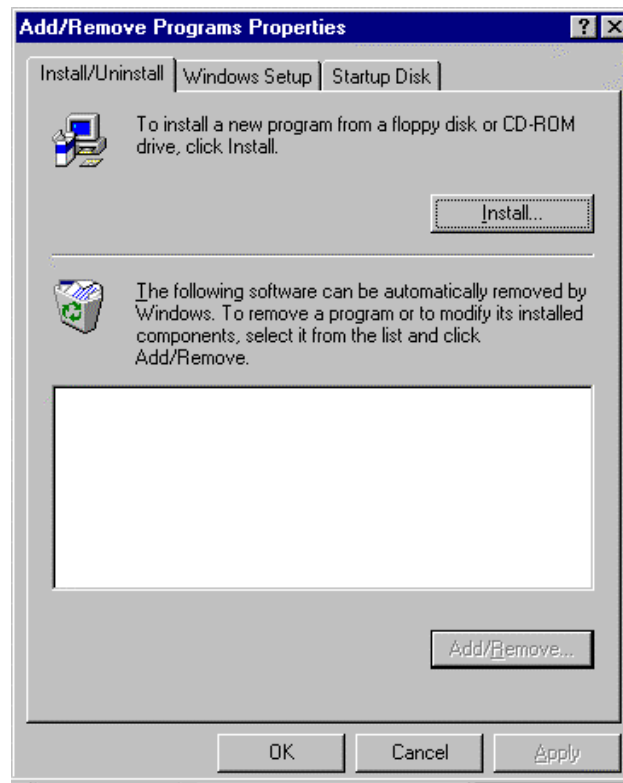 Add/Remove Programs Properties
Install/Uninstall
Windows Setup
Startup Disk
To install a new program from a floppy disk or CD-ROM
drive, click Install.
Install...
The following software can be automatically removed by
Windows. To remove a program or to modify its installed
components, select it from the list and click
Add/Remove.
Add/Remove...
OK
Cancel
Apply